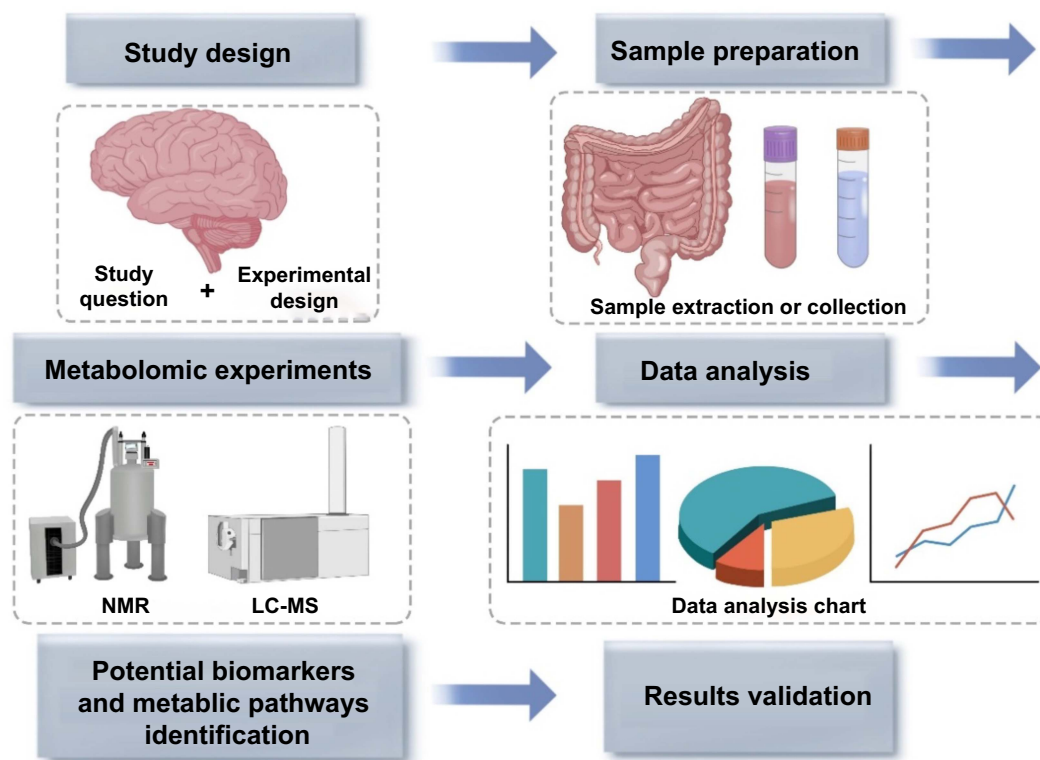 Study design
Sample preparation
Study
question
+
Experimental
design
Sample extraction or collection
Metabolomic experiments
Data analysis
NMR
LC-MS
Data analysis chart
Potential biomarkers
and metablic pathways
identification
Results validation